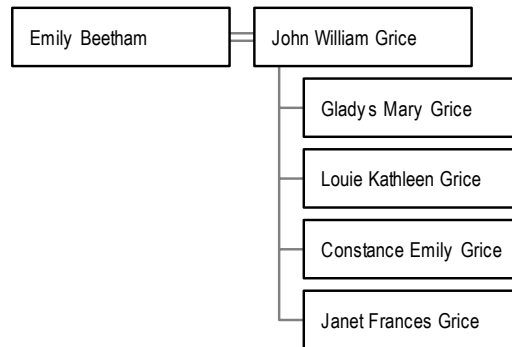 Emily Beetham
John William Grice
Gladys Mary Grice
Louie Kathleen Grice
Constance Emily Grice
Janet Frances Grice